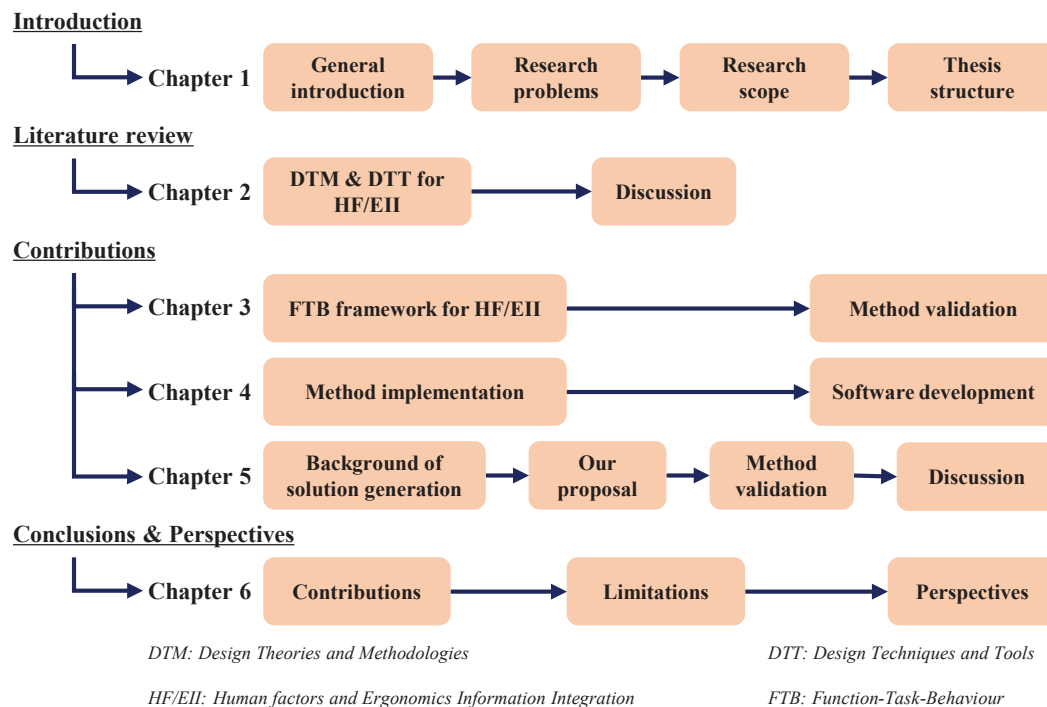 Introduction
Chapter 1
General
introduction
Research
problems
Research
scope
Thesis
structure
Literature review
Chapter 2
DTM & DTT for
HF/EII
Discussion
Contributions
Chapter 3
FTB framework for HF/EII
Method validation
Chapter 4
Method implementation
Software development
Chapter 5
Background of
solution generation
Our
proposal
Method
validation
Discussion
Conclusions & Perspectives
Chapter 6
Contributions
Limitations
Perspectives
DTM: Design Theories and Methodologies
DTT: Design Techniques and Tools
HF/EII: Human factors and Ergonomics Information Integration
FTB: Function-Task-Behaviour